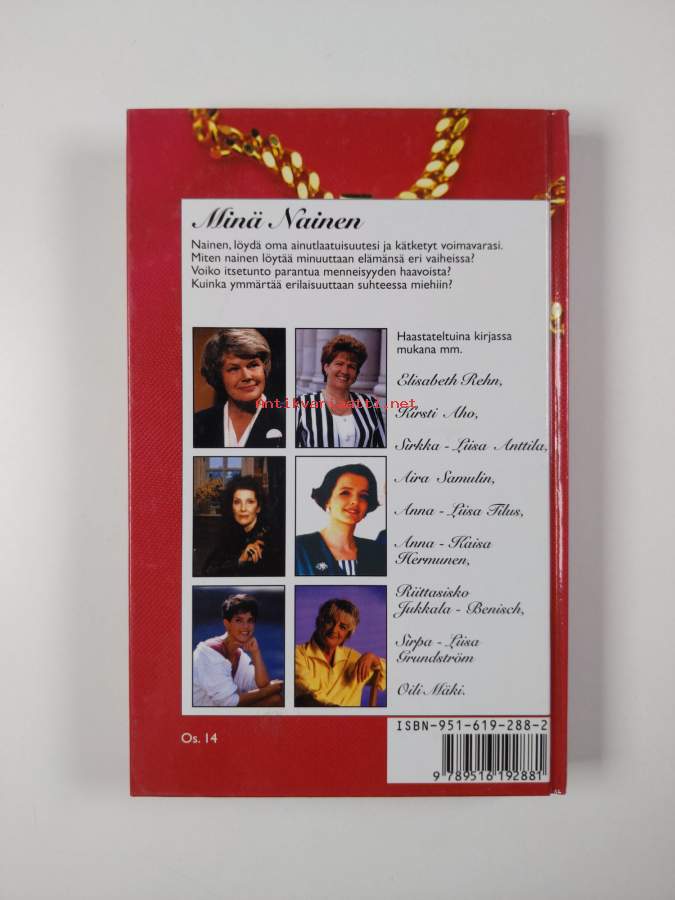 Minä Nainen
Nainen, löydä oma ainutlaatuisuutesi ja kätketyt voimavarasi.
Miten nainen löytää minuuttaan elämänsä eri vaiheissa?
Voiko itsetunto parantua menneisyyden haavoista?
Kuinka ymmärtää erilaisuuttaan suhteessa miehiin?
Haastateltuina kirjassa
mukana mm.
Elisabeth Rehn,
Antikvariaatti.net
Kirsti Aho,
Sirkka - Liisa Anttila,
Aira Samulin,
Anna - Liisa Tilus,
Anna - Kaisa
Hermunen,
Riittasisko
Jukkala - Benisch,
Sirpa - Liisa
Grundström
Oili Mäki.
Os. 14
ISBN-951-619-288-2
9 789516 192881